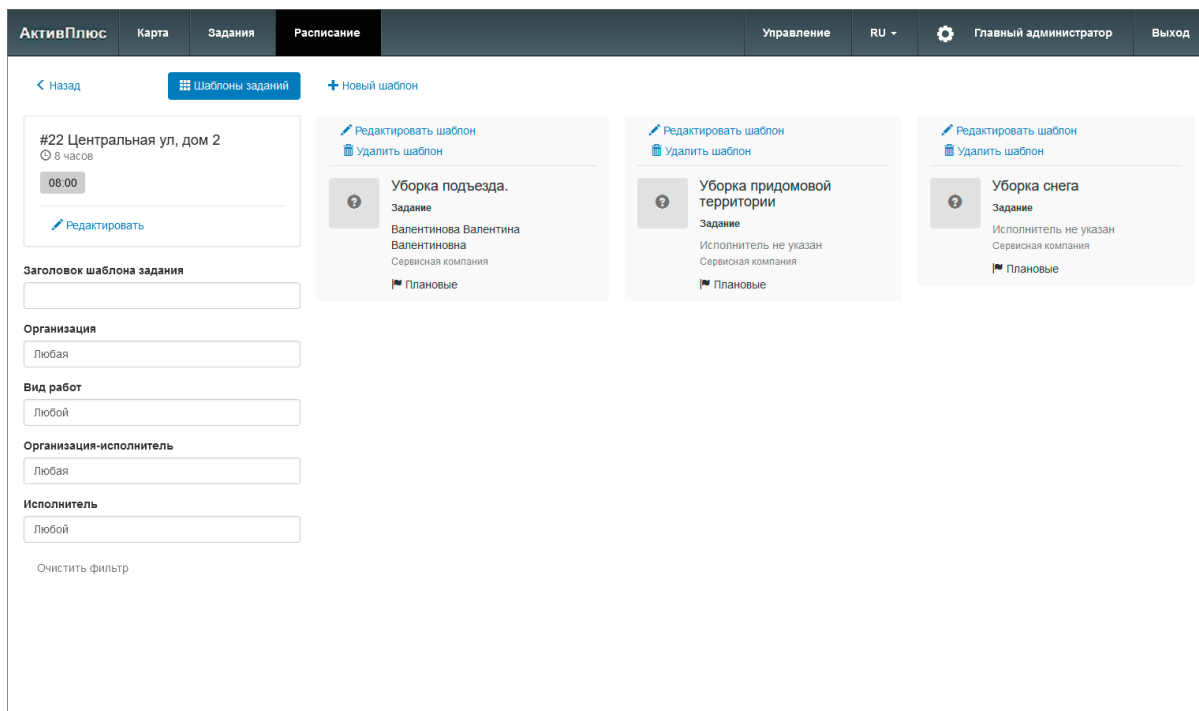 АктивПлюс Карта Задания Расписание Управление RU Главный администратор Выход
Назад Шаблоны заданий Новый шаблон
#22 Центральная ул, дом 2
8 часов
08:00
Редактировать
Заголовок шаблона задания
Организация
Любая
Вид работ
Любой
Организация-исполнитель
Любая
Исполнитель
Любой
Очистить фильтр
Редактировать шаблон
Удалить шаблон
Уборка подъезда.
Задание
Валентинова Валентина
Валентиновна
Сервисная компания
Плановые
Редактировать шаблон
Удалить шаблон
Уборка придомовой
территории
Задание
Исполнитель не указан
Сервисная компания
Плановые
Редактировать шаблон
Удалить шаблон
Уборка снега
Задание
Исполнитель не указан
Сервисная компания
Плановые